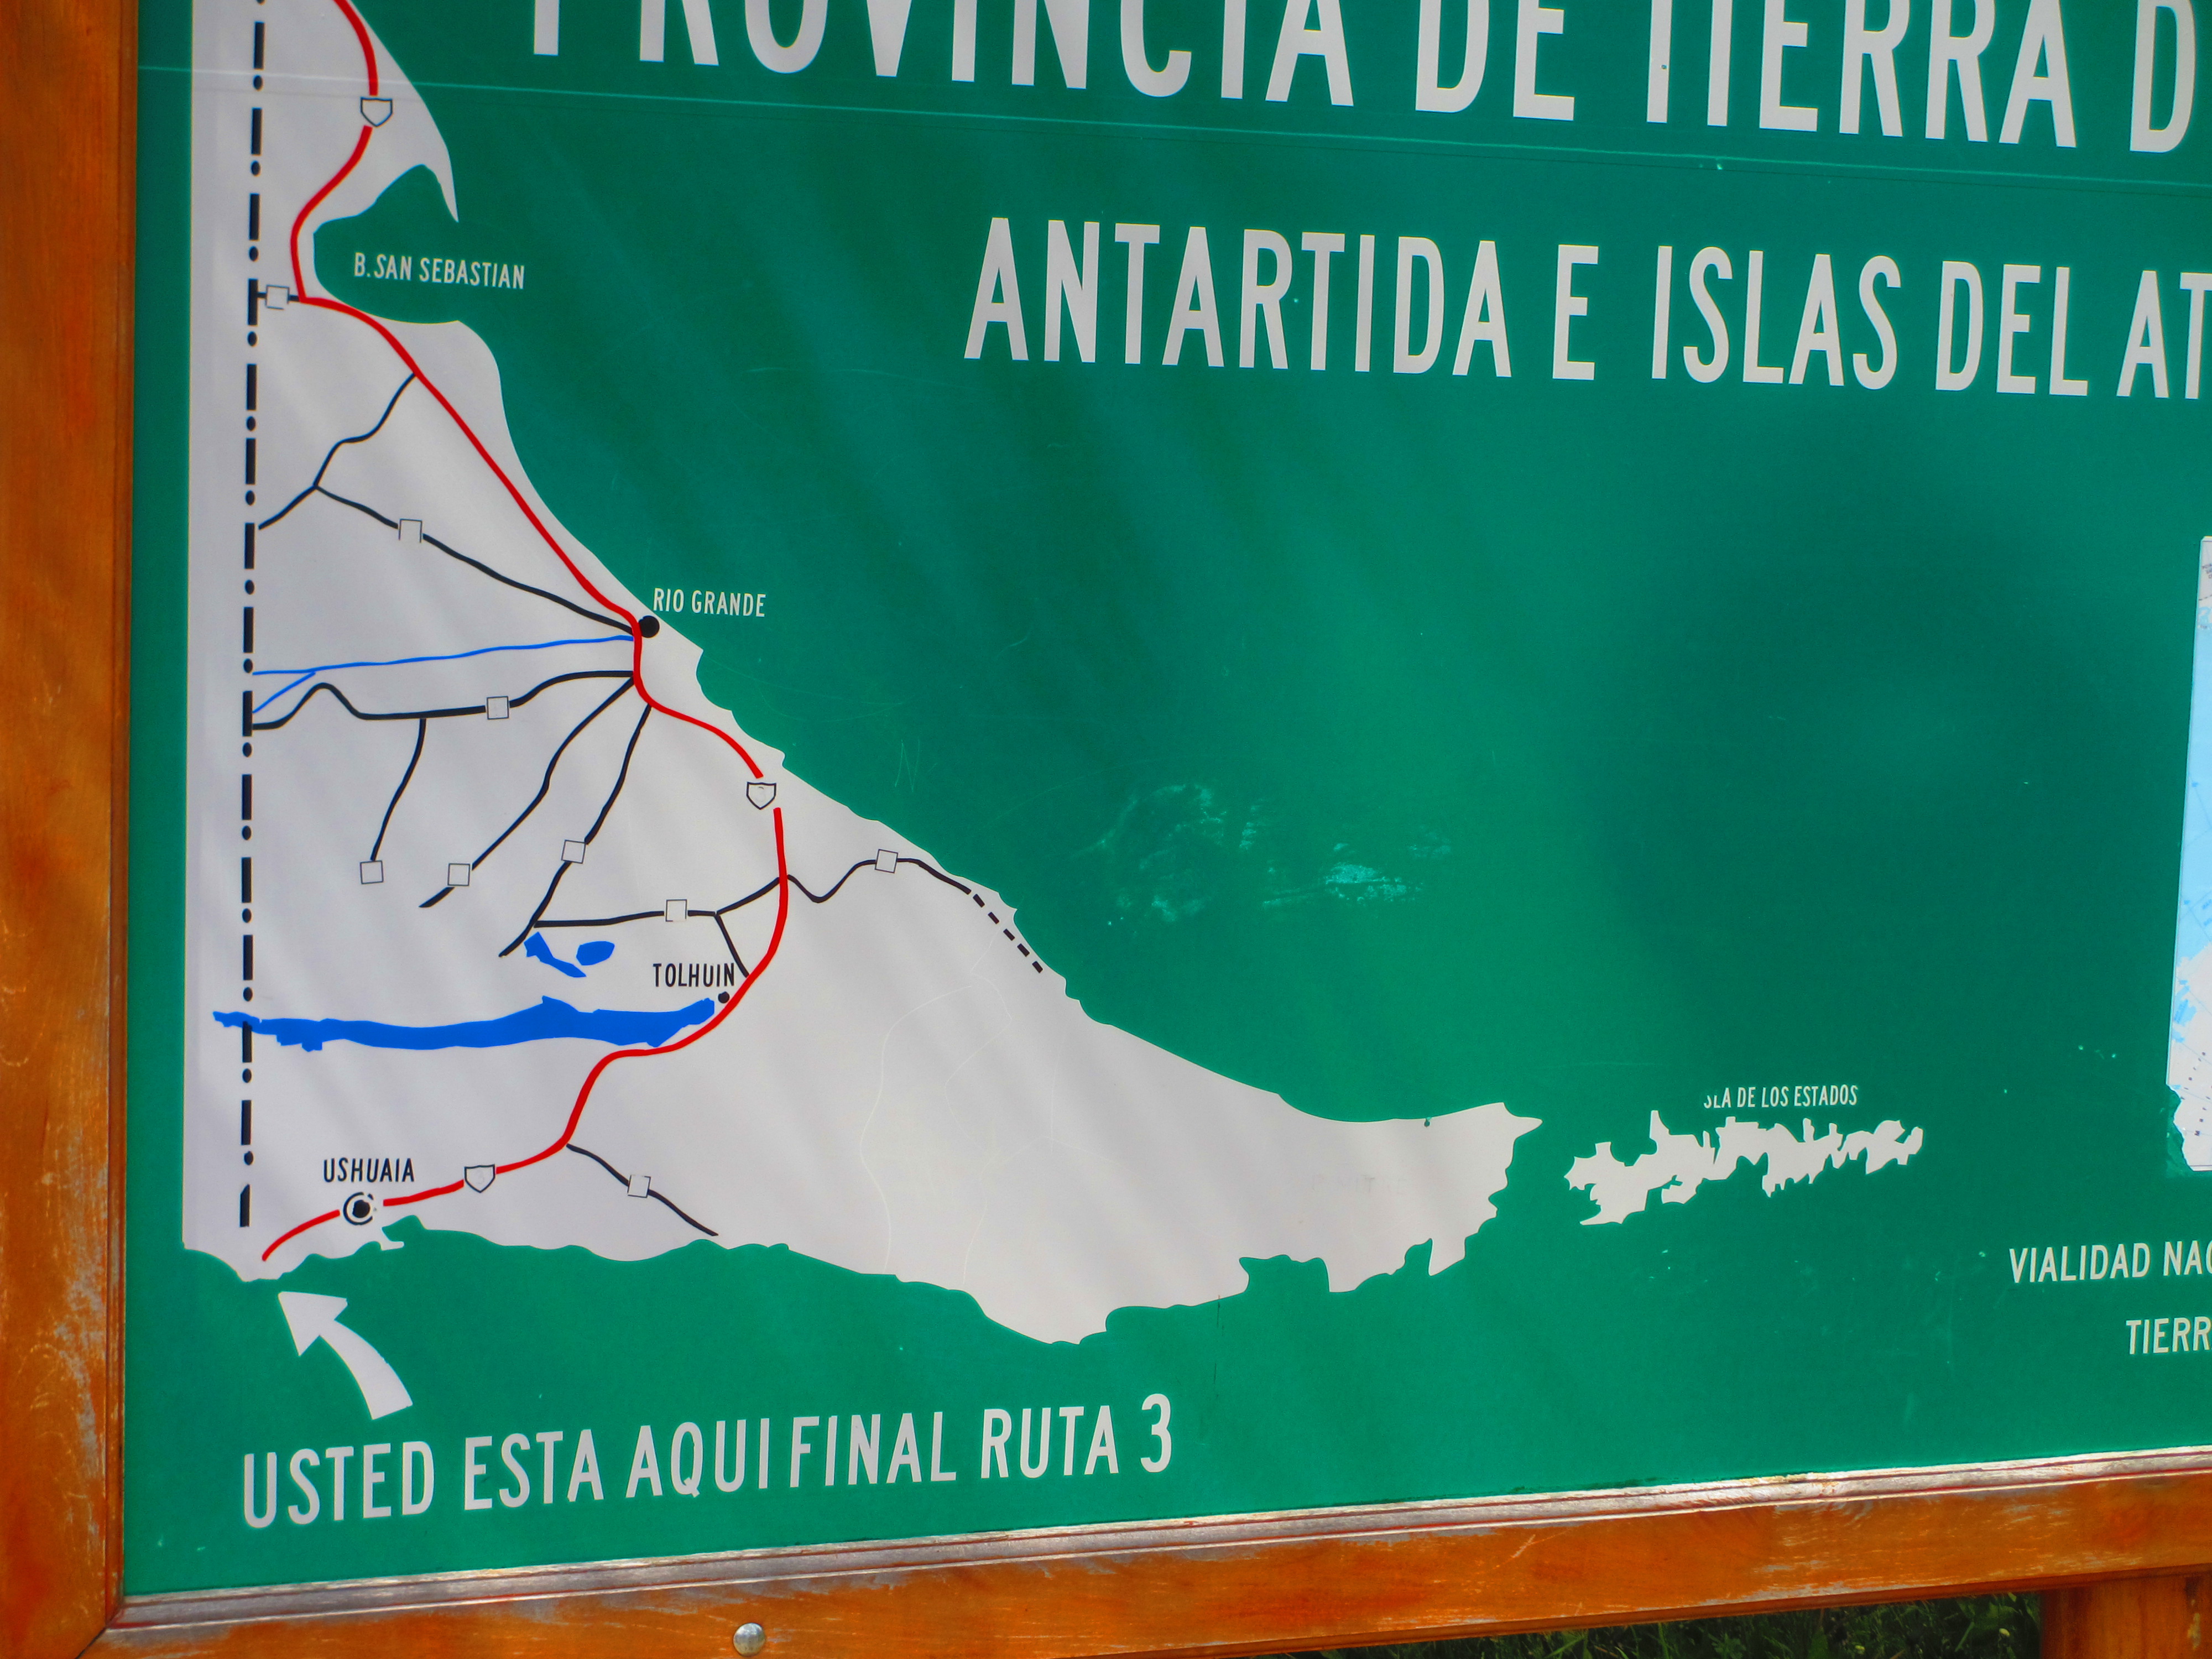 PROVINCIA DE TIERRA D
ANTARTIDA E ISLAS DEL AT
B.SAN SEBASTIAN
RIO GRANDE
TOLHUIN
SLA DE LOS ESTADOS
USHUAIA
VIALIDAD NAC
TIERR
USTED ESTA AQUI FINAL RUTA 3